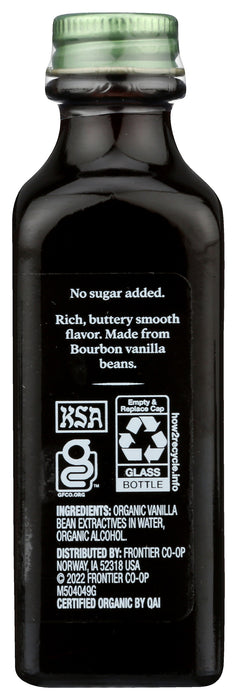 No sugar added.
Rich, buttery smooth
flavor. Made from
Bourbon vanilla
beans.
KSA
GFCO.ORG
™
Empty &
Replace Cap
GLASS
BOTTLE
how2recycle.info
INGREDIENTS: ORGANIC VANILLA
BEAN EXTRACTIVES IN WATER,
ORGANIC ALCOHOL.
DISTRIBUTED BY: FRONTIER CO-OP
NORWAY, IA 52318 USA
© 2022 FRONTIER CO-OP
M504049G
CERTIFIED ORGANIC BY QAI